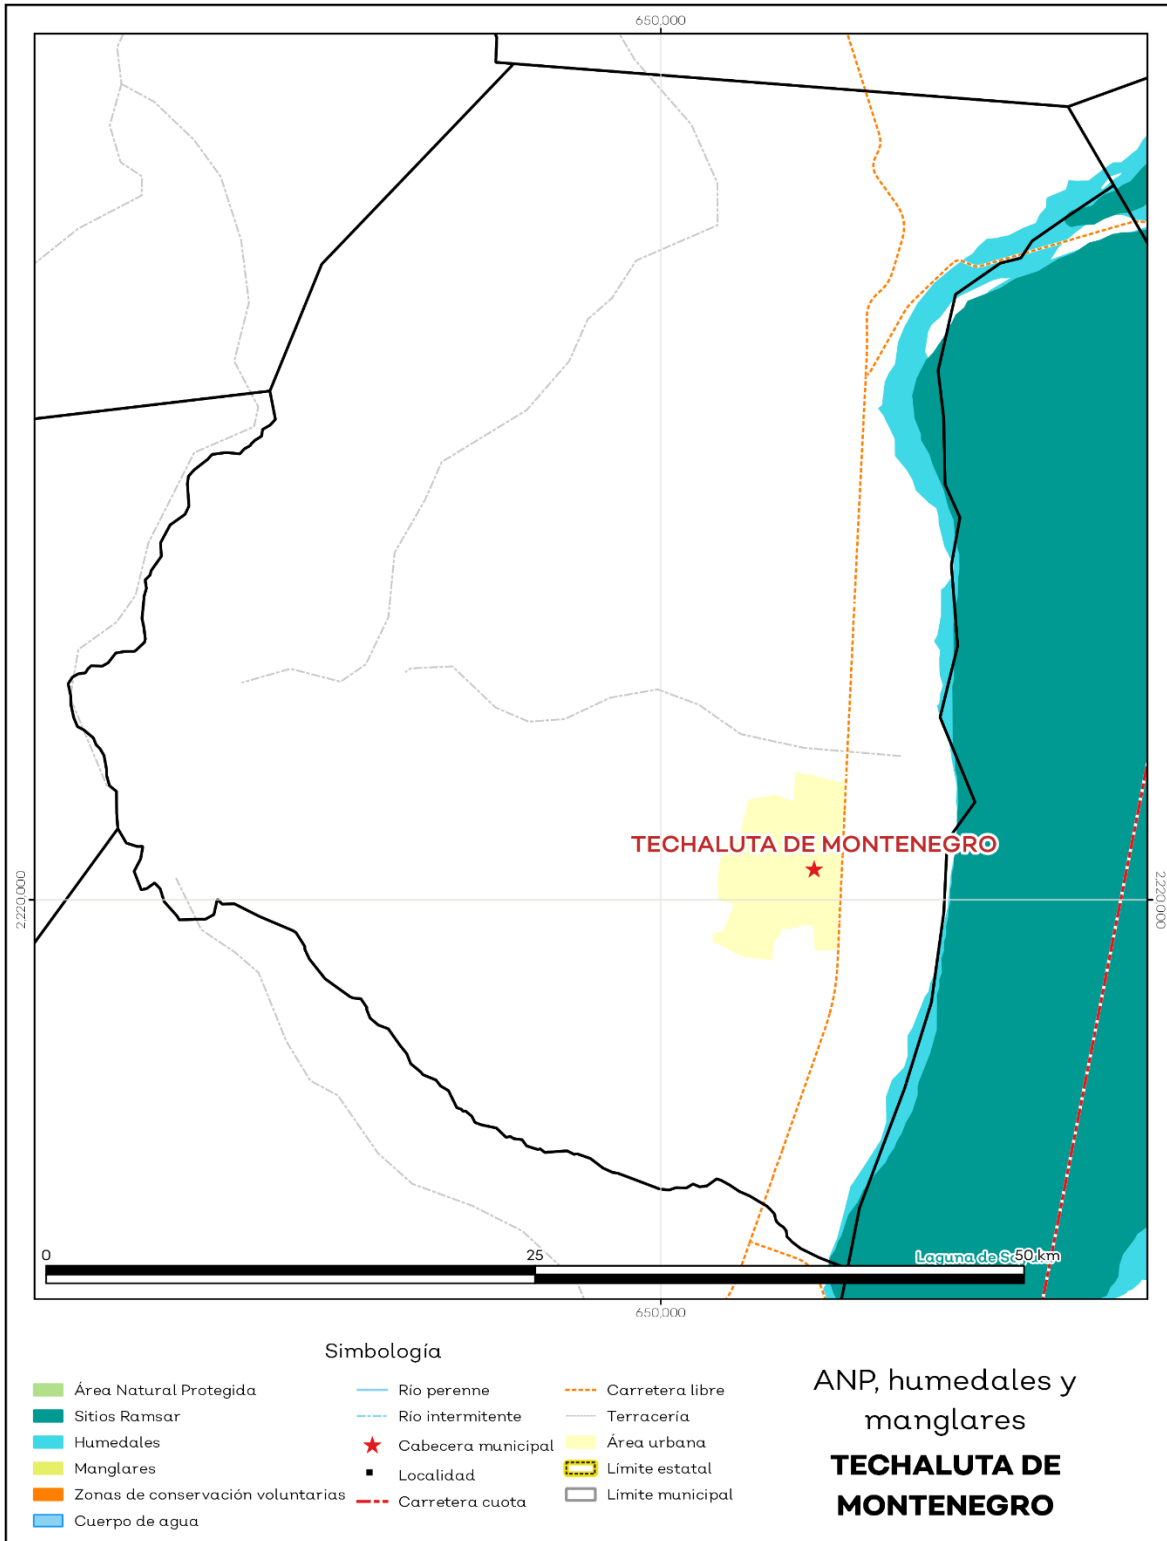 650,000
TECHALUTA DE MONTENEGRO
2,220,000
2,220,000
Laguna de
0
25
50 km
650,000
Simbología
Área Natural Protegida
Sitios Ramsar
Humedales
Manglares
Zonas de conservación voluntarias
Cuerpo de agua
Río perenne
Río intermitente
Cabecera municipal
Localidad
Carretera cuota
Carretera libre
Terracería
Área urbana
Límite estatal
Límite municipal
ANP, humedales y
manglares
TECHALUTA DE
MONTENEGRO